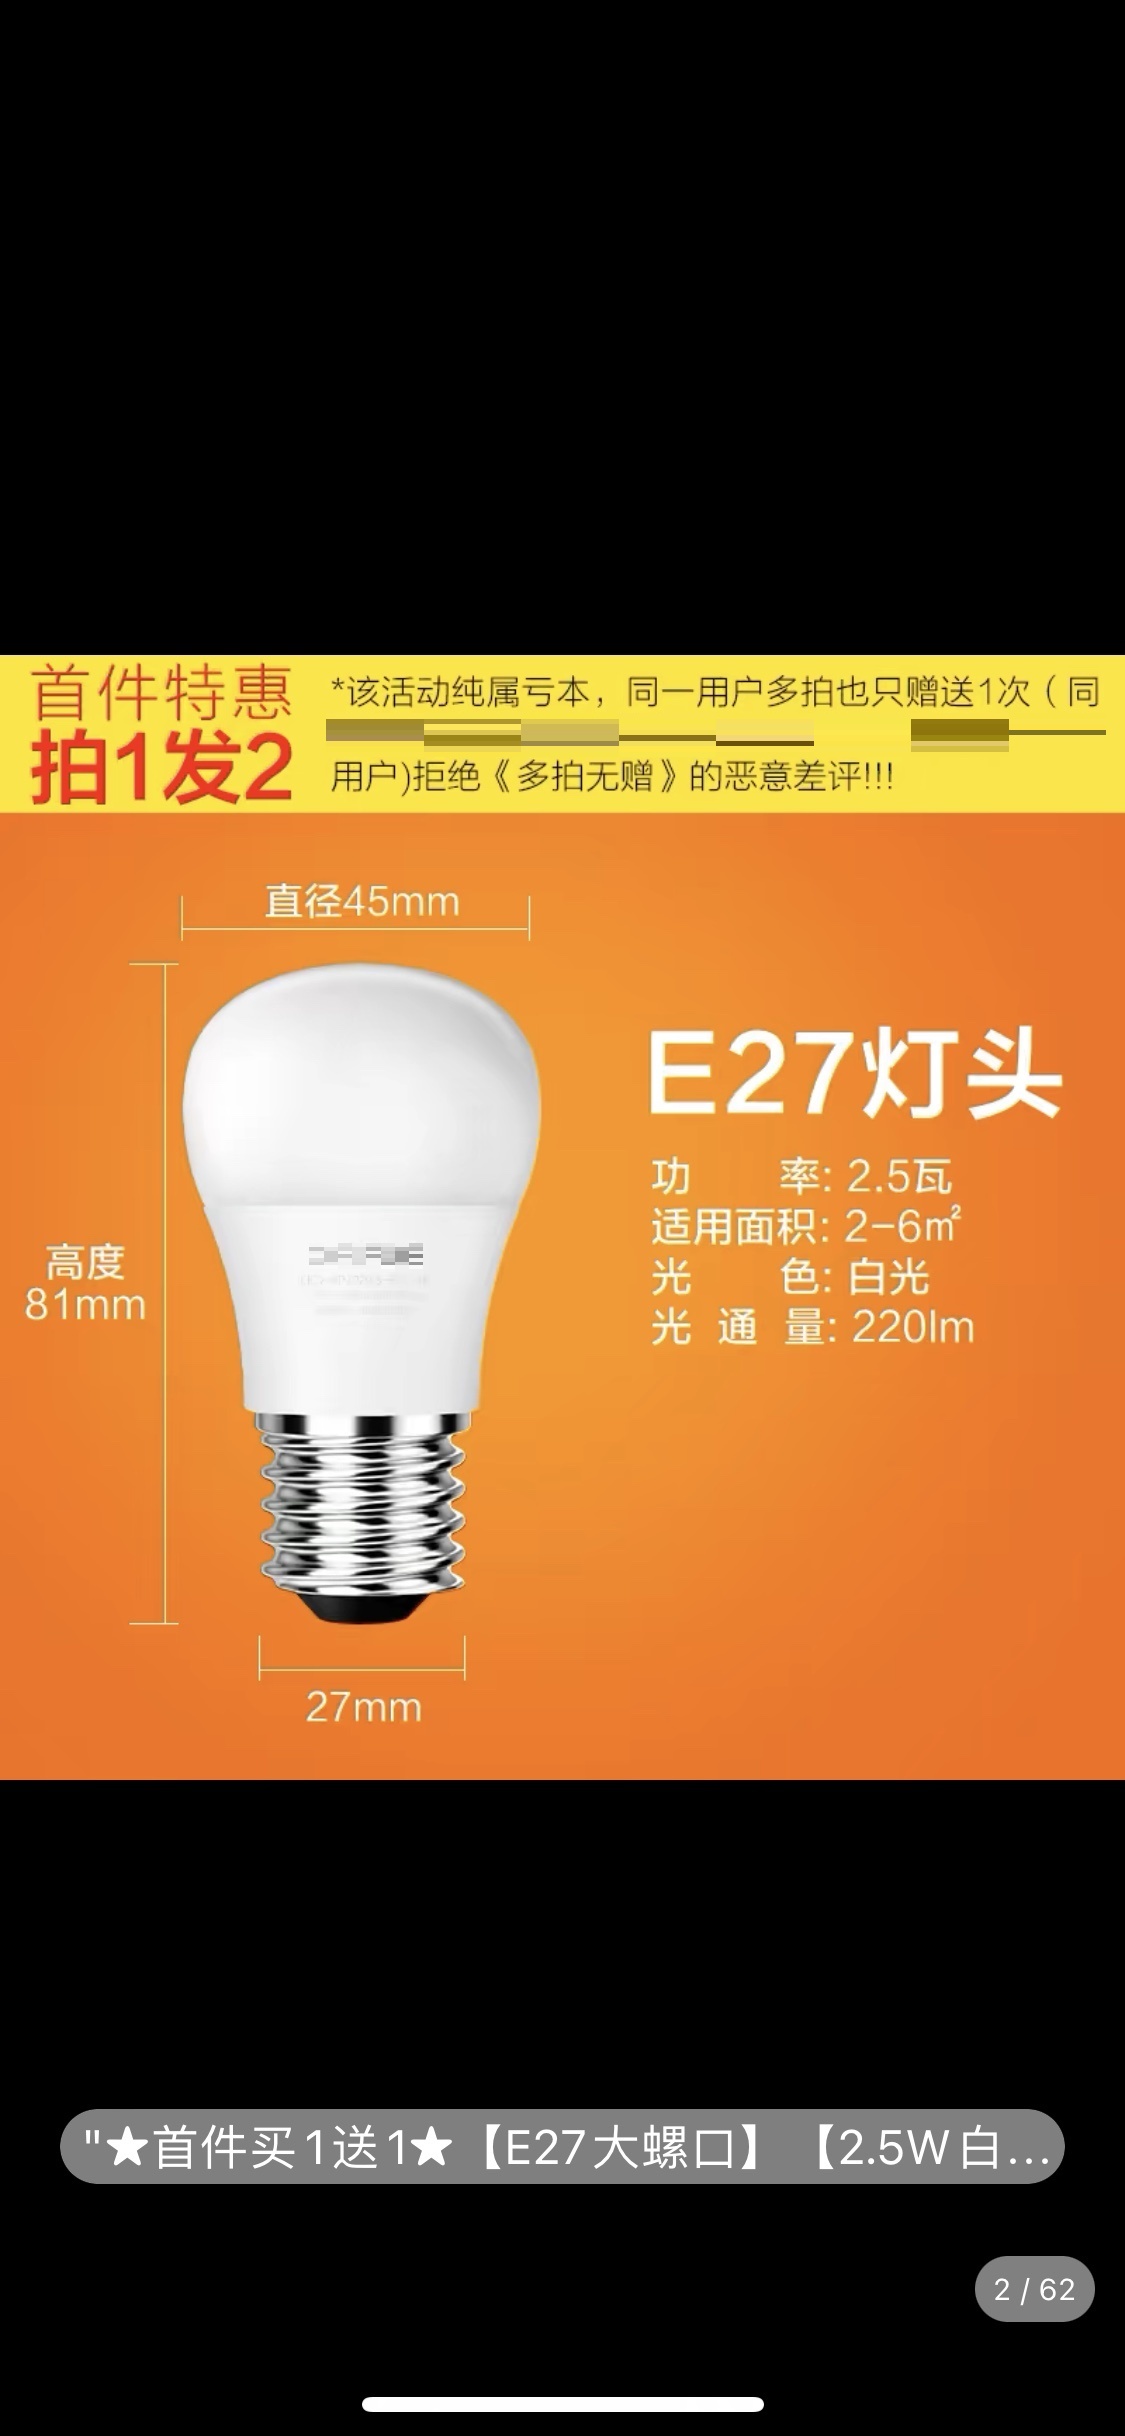 首件特惠
拍1发2
*该活动纯属亏本，同一用户多拍也只赠送1次（同
用户)拒绝《多拍无赠》的恶意差评!!!
直径45mm
高度
81mm
27mm
E27灯头
功 率: 2.5瓦
适用面积: 2-6㎡
光 色: 白光
光 通 量: 220lm
"★首件买1送1★【E27大螺口】【2.5W白...
2 / 62